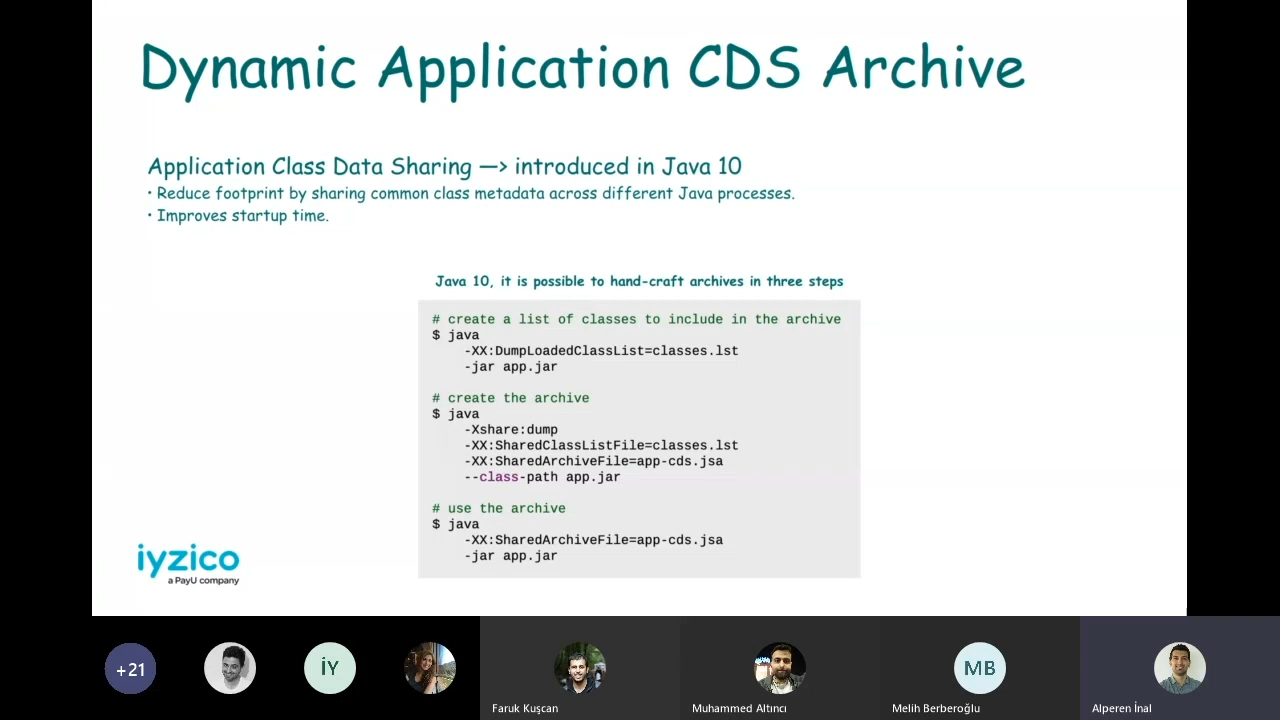 Dynamic Application CDS Archive
Application Class Data Sharing —> introduced in Java 10
• Reduce footprint by sharing common class metadata across different Java processes.
• Improves startup time.
Java 10, it is possible to hand-craft archives in three steps
# create a list of classes to include in the archive
$ java
-XX:DumpLoadedClassList=classes.lst
-jar app.jar
# create the archive
$ java
-Xshare:dump
-XX:SharedClassListFile=classes.lst
-XX:SharedArchiveFile=app-cds.jsa
--class-path app.jar
# use the archive
$ java
-XX:SharedArchiveFile=app-cds.jsa
-jar app.jar
iyzico
a PayU company
+21
İY
MB
Faruk Kuşcan
Muhammed Altıncı
Melih Berberoğlu
Alperen İnal